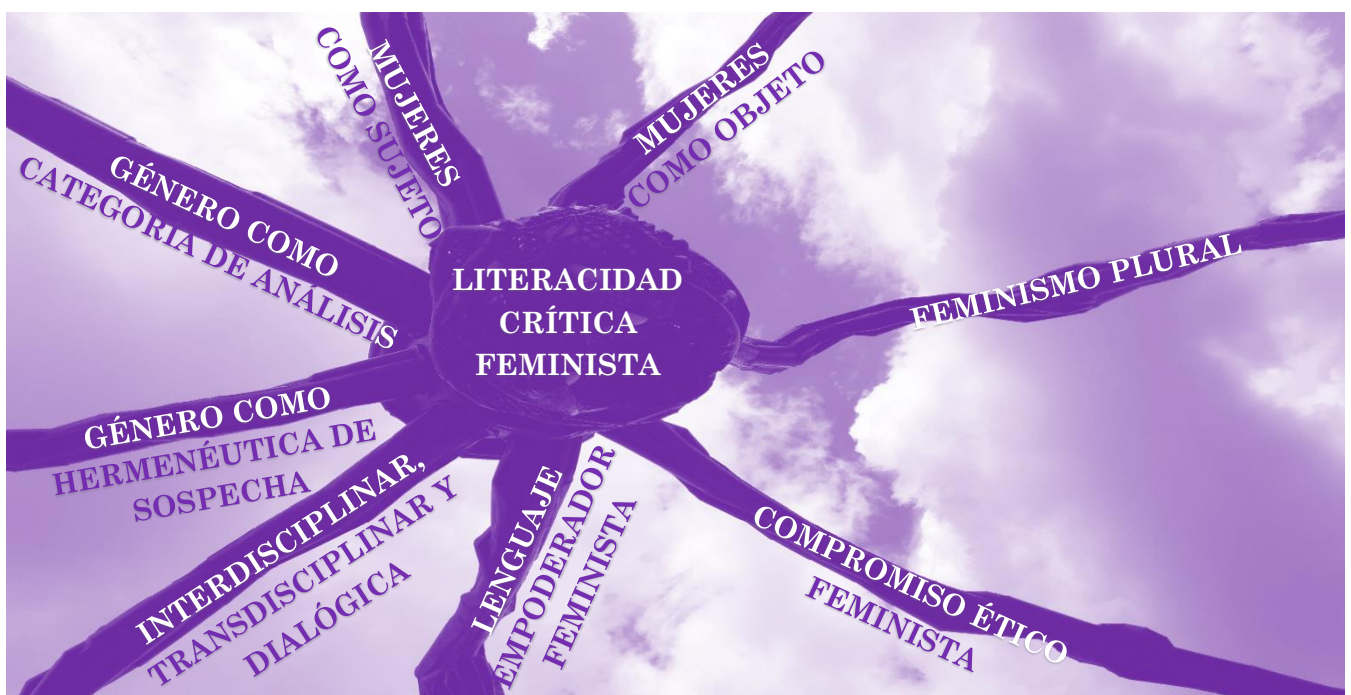 MUJERES
COMO SUJETO
MUJERES
COMO OBJETO
GÉNERO COMO
CATEGORÍA DE ANÁLISIS
LITERACIDAD
CRÍTICA
FEMINISTA
FEMINISMO PLURAL
GÉNERO COMO
HERMENÉUTICA DE
SOSPECHA
INTERDISCIPLINAR,
TRANSDISCIPLINAR Y
DIALÓGICA
LENGUAJE
EMPODERADOR
FEMINISTA
COMPROMISO ÉTICO
FEMINISTA